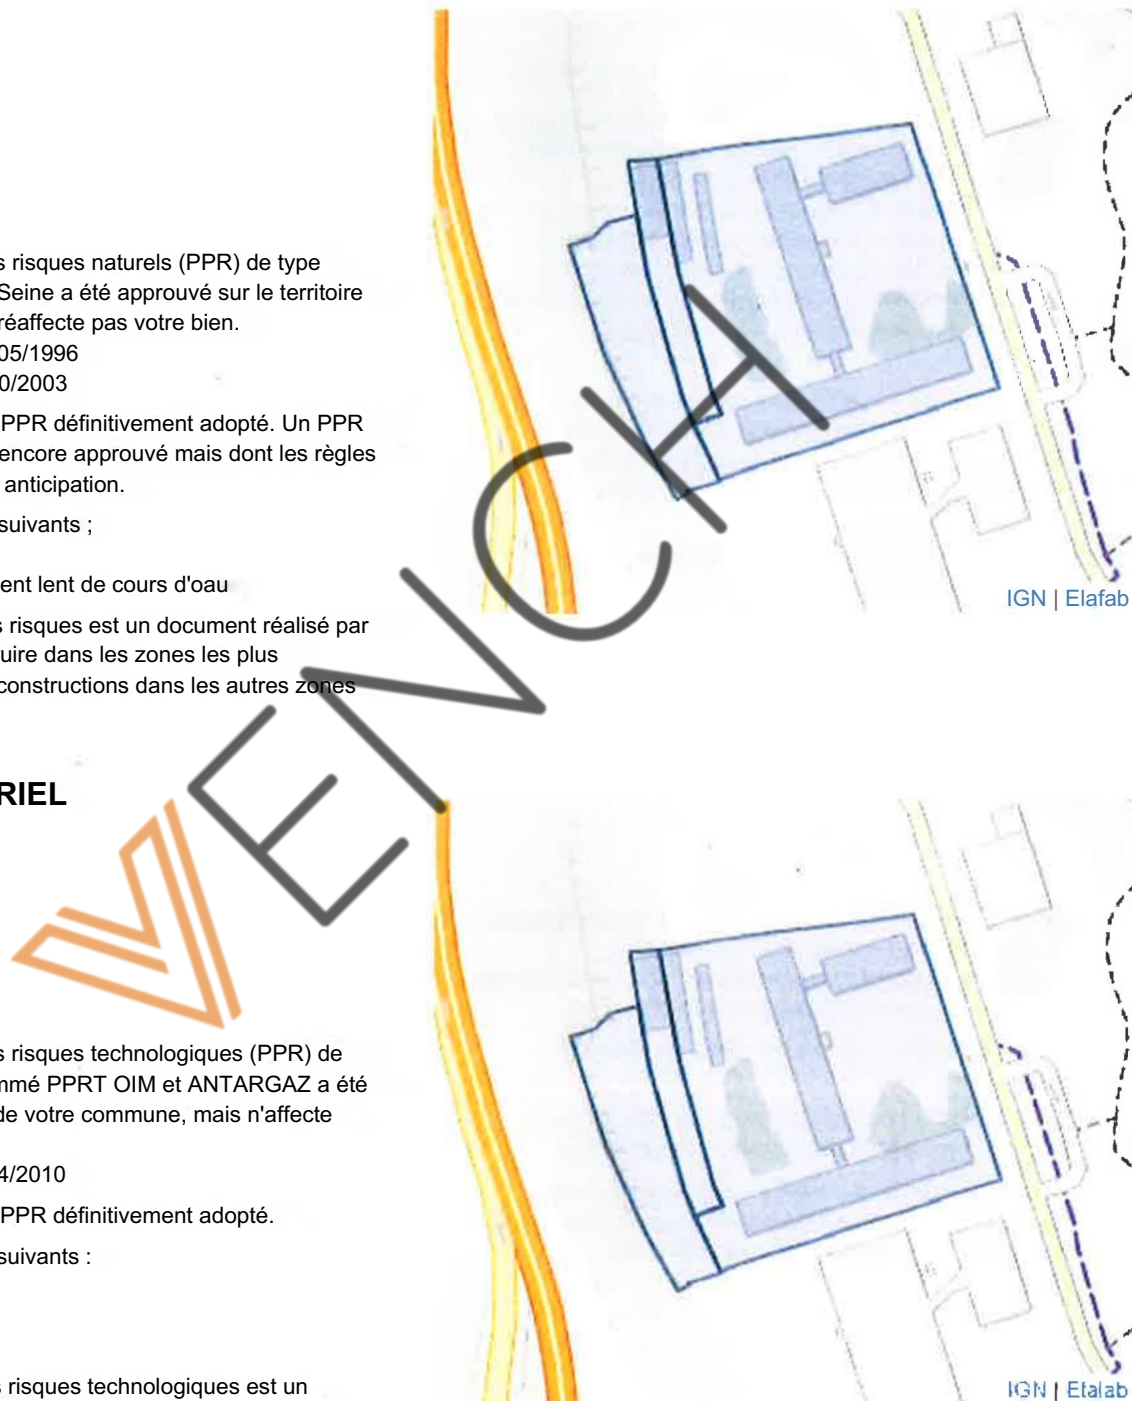 s risques naturels (PPR) de type
Seine a été approuvé sur le territoire
réaffecte pas votre bien.
05/1996
0/2003
PPR définitivement adopté. Un PPR
encore approuvé mais dont les règles
anticipation.
suivants ;
ent lent de cours d'oau
s risques est un document réalisé par
uire dans les zones les plus
constructions dans les autres zones
IGN | Elafab
RIEL
VENCH
s risques technologiques (PPR) de
nmé PPRT OIM et ANTARGAZ a été
de votre commune, mais n'affecte
4/2010
PPR définitivement adopté.
suivants :
s risques technologiques est un
IGN | Etalab